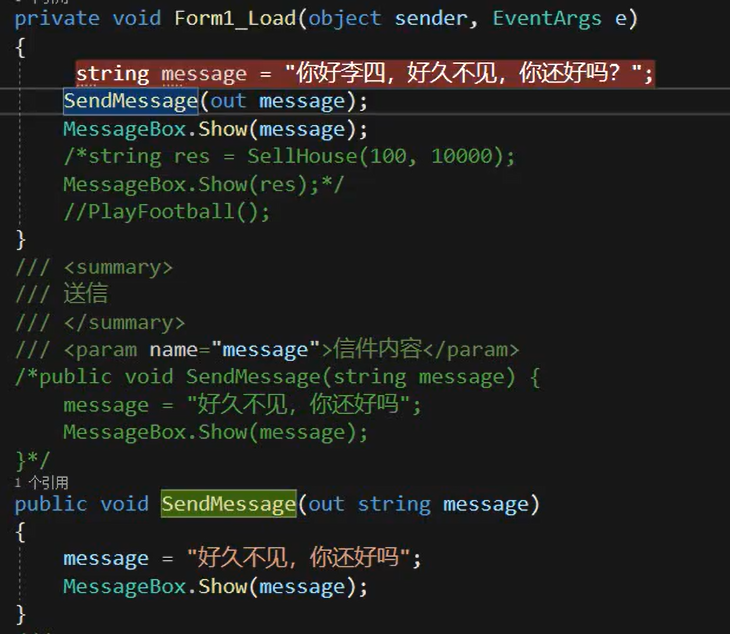 private void Form1_Load(object sender, EventArgs e)
{
string message = "你好李四，好久不见，你还好吗？";
SendMessage(out message);
MessageBox.Show(message);
/*string res = SellHouse(100, 10000);
MessageBox.Show(res);*/
//PlayFootball();
}
/// <summary>
/// 送信
/// </summary>
/// <param name="message">信件内容</param>
/*public void SendMessage(string message) {
message = "好久不见，你还好吗";
MessageBox.Show(message);
}*/
1 个引用
public void SendMessage(out string message)
{
message = "好久不见，你还好吗";
MessageBox.Show(message);
}